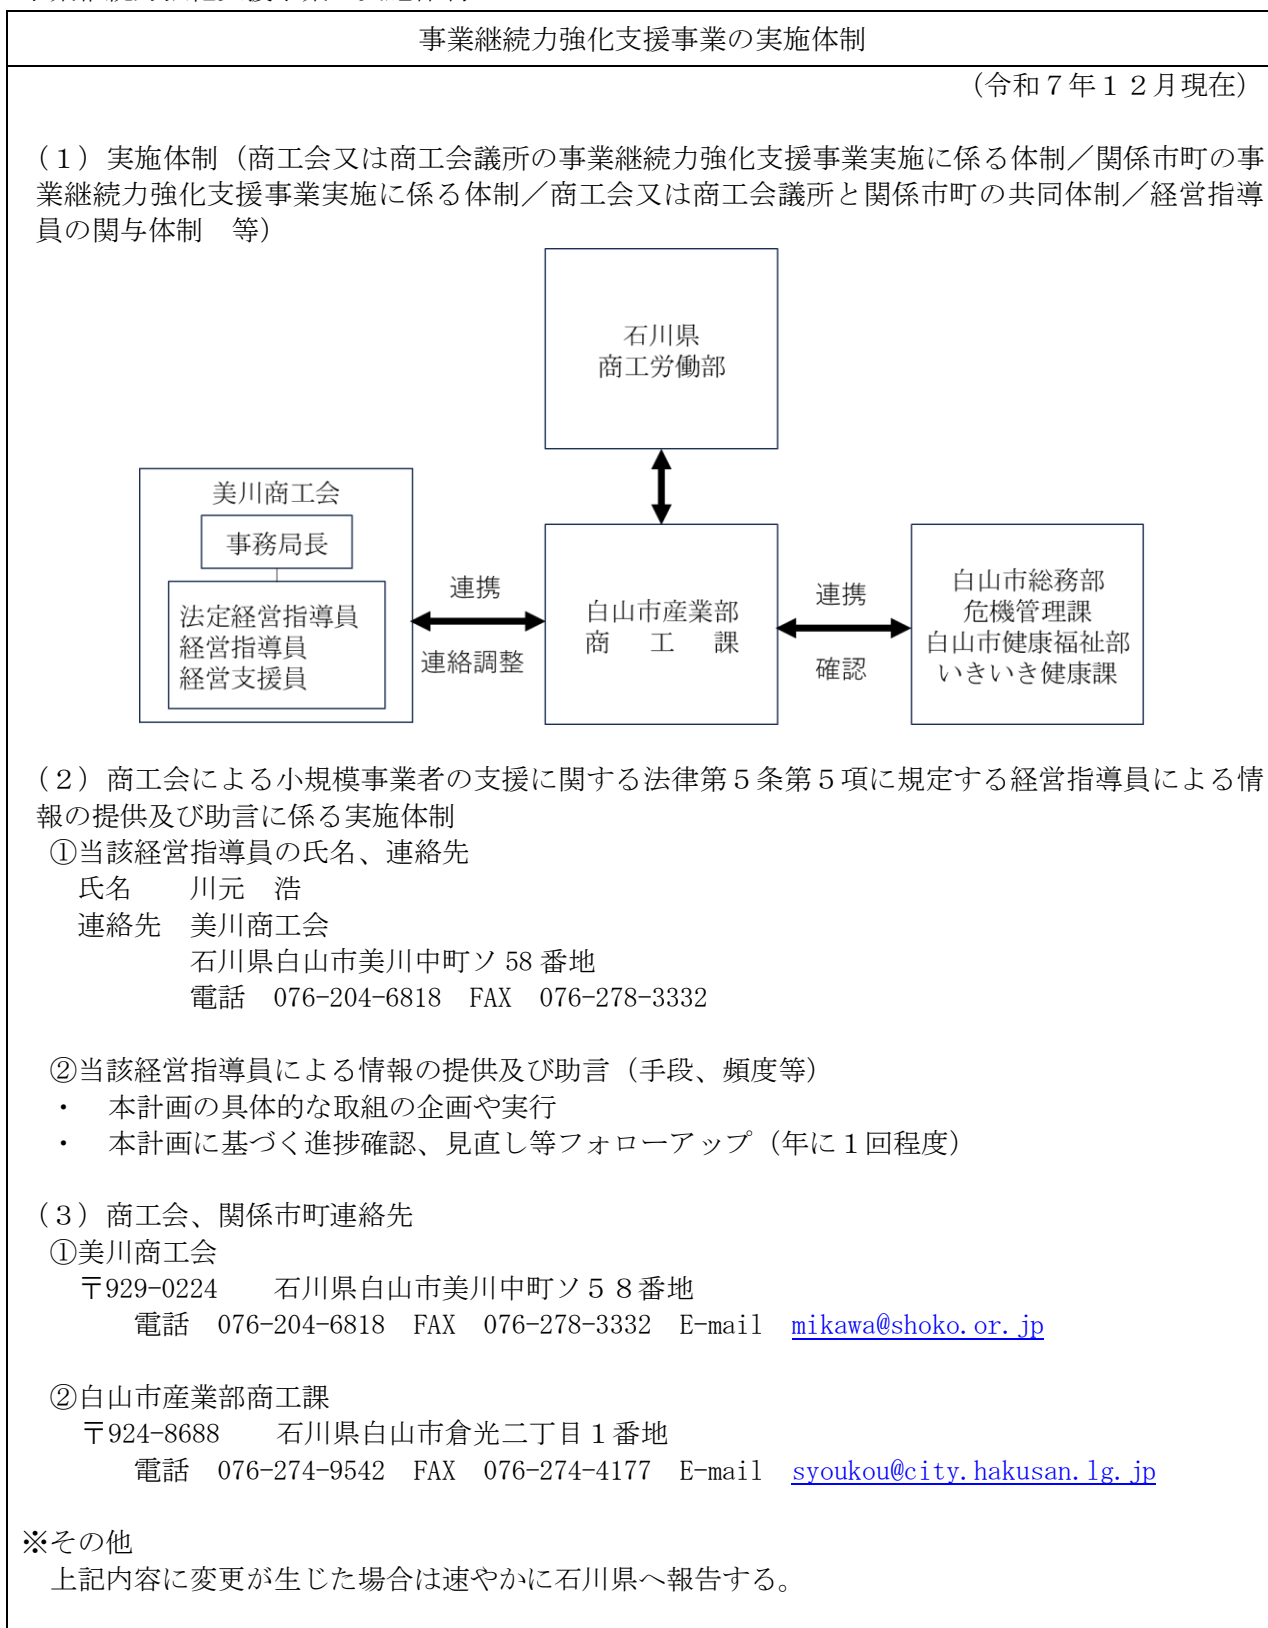 事業継続力強化支援事業の実施体制
（令和７年１２月現在）
（１）実施体制（商工会又は商工会議所の事業継続力強化支援事業実施に係る体制／関係市町の事
業継続力強化支援事業実施に係る体制／商工会又は商工会議所と関係市町の共同体制／経営指導
員の関与体制　等）
石川県
商工労働部
美川商工会
事務局長
法定経営指導員
経営指導員
経営支援員
連携
連絡調整
白山市産業部
商　工　課
連携
確認
白山市総務部
危機管理課
白山市健康福祉部
いきいき健康課
（２）商工会による小規模事業者の支援に関する法律第５条第５項に規定する経営指導員による情
報の提供及び助言に係る実施体制
①当該経営指導員の氏名、連絡先
氏名　　川元　浩
連絡先　美川商工会
石川県白山市美川中町ソ 58 番地
電話　076-204-6818　FAX　076-278-3332
②当該経営指導員による情報の提供及び助言（手段、頻度等）
・　本計画の具体的な取組の企画や実行
・　本計画に基づく進捗確認、見直し等フォローアップ（年に１回程度）
（３）商工会、関係市町連絡先
①美川商工会
〒929-0224　　石川県白山市美川中町ソ５８番地
電話　076-204-6818　FAX　076-278-3332　E-mail　mikawa@shoko.or.jp
②白山市産業部商工課
〒924-8688　　石川県白山市倉光二丁目１番地
電話　076-274-9542　FAX　076-274-4177　E-mail　syoukou@city.hakusan.lg.jp
※その他
上記内容に変更が生じた場合は速やかに石川県へ報告する。